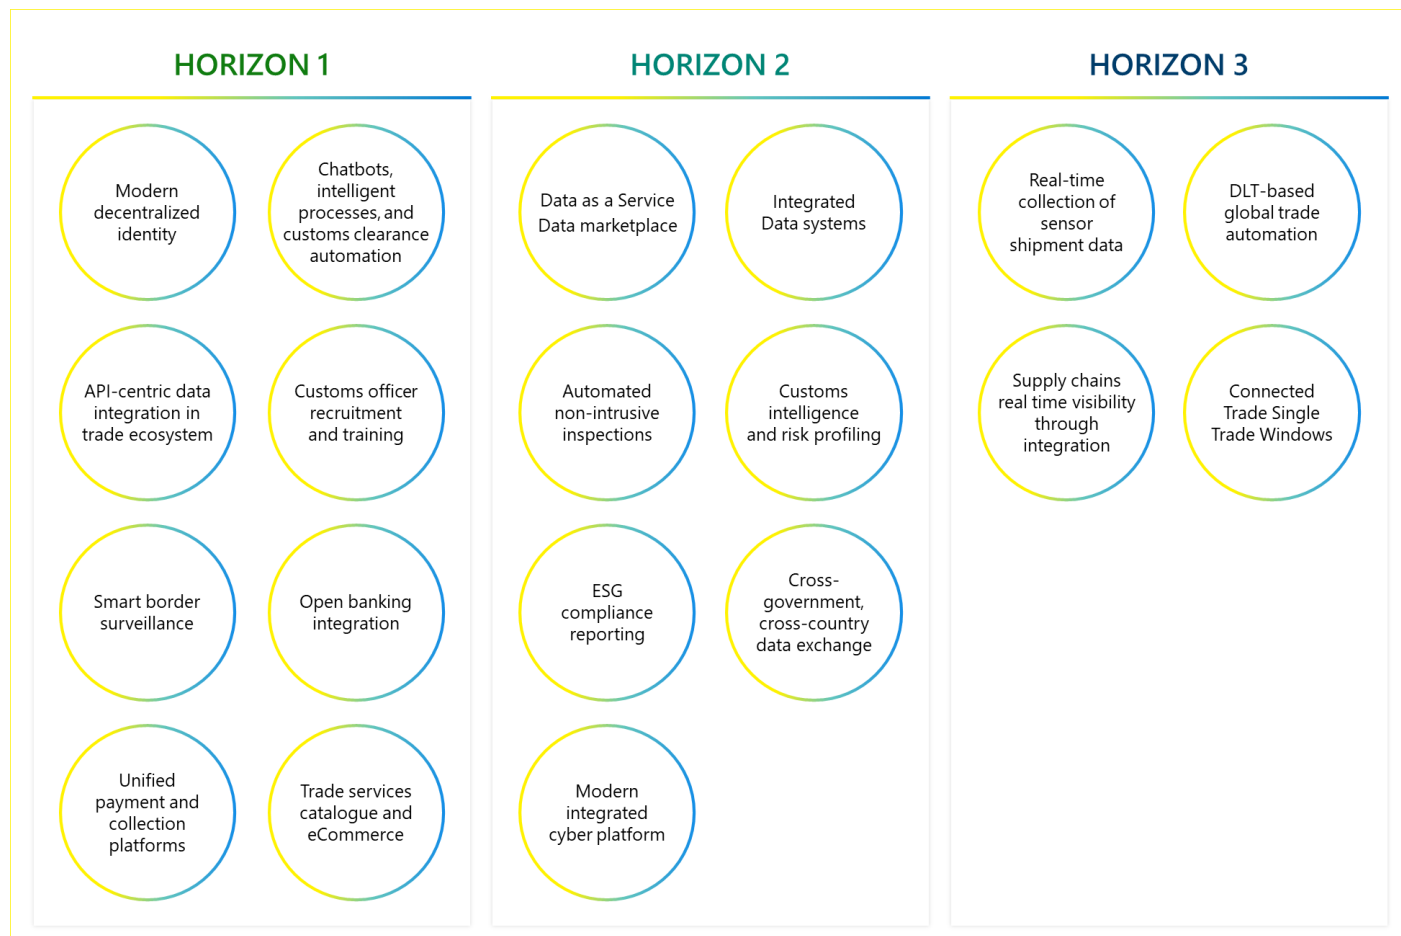 HORIZON 1
Modern
decentralized
identity
Chatbots,
intelligent
processes, and
customs clearance
automation
API-centric data
integration in
trade ecosystem
Customs officer
recruitment
and training
Smart border
surveillance
Open banking
integration
Unified
payment and
collection
platforms
Trade services
catalogue and
eCommerce
HORIZON 2
Data as a Service
Data marketplace
Integrated
Data systems
Automated
non-intrusive
inspections
Customs
intelligence
and risk profiling
ESG
compliance
reporting
Cross-
government,
cross-country
data exchange
Modern
integrated
cyber platform
HORIZON 3
Real-time
collection of
sensor
shipment data
DLT-based
global trade
automation
Supply chains
real time visibility
through
integration
Connected
Trade Single
Trade Windows